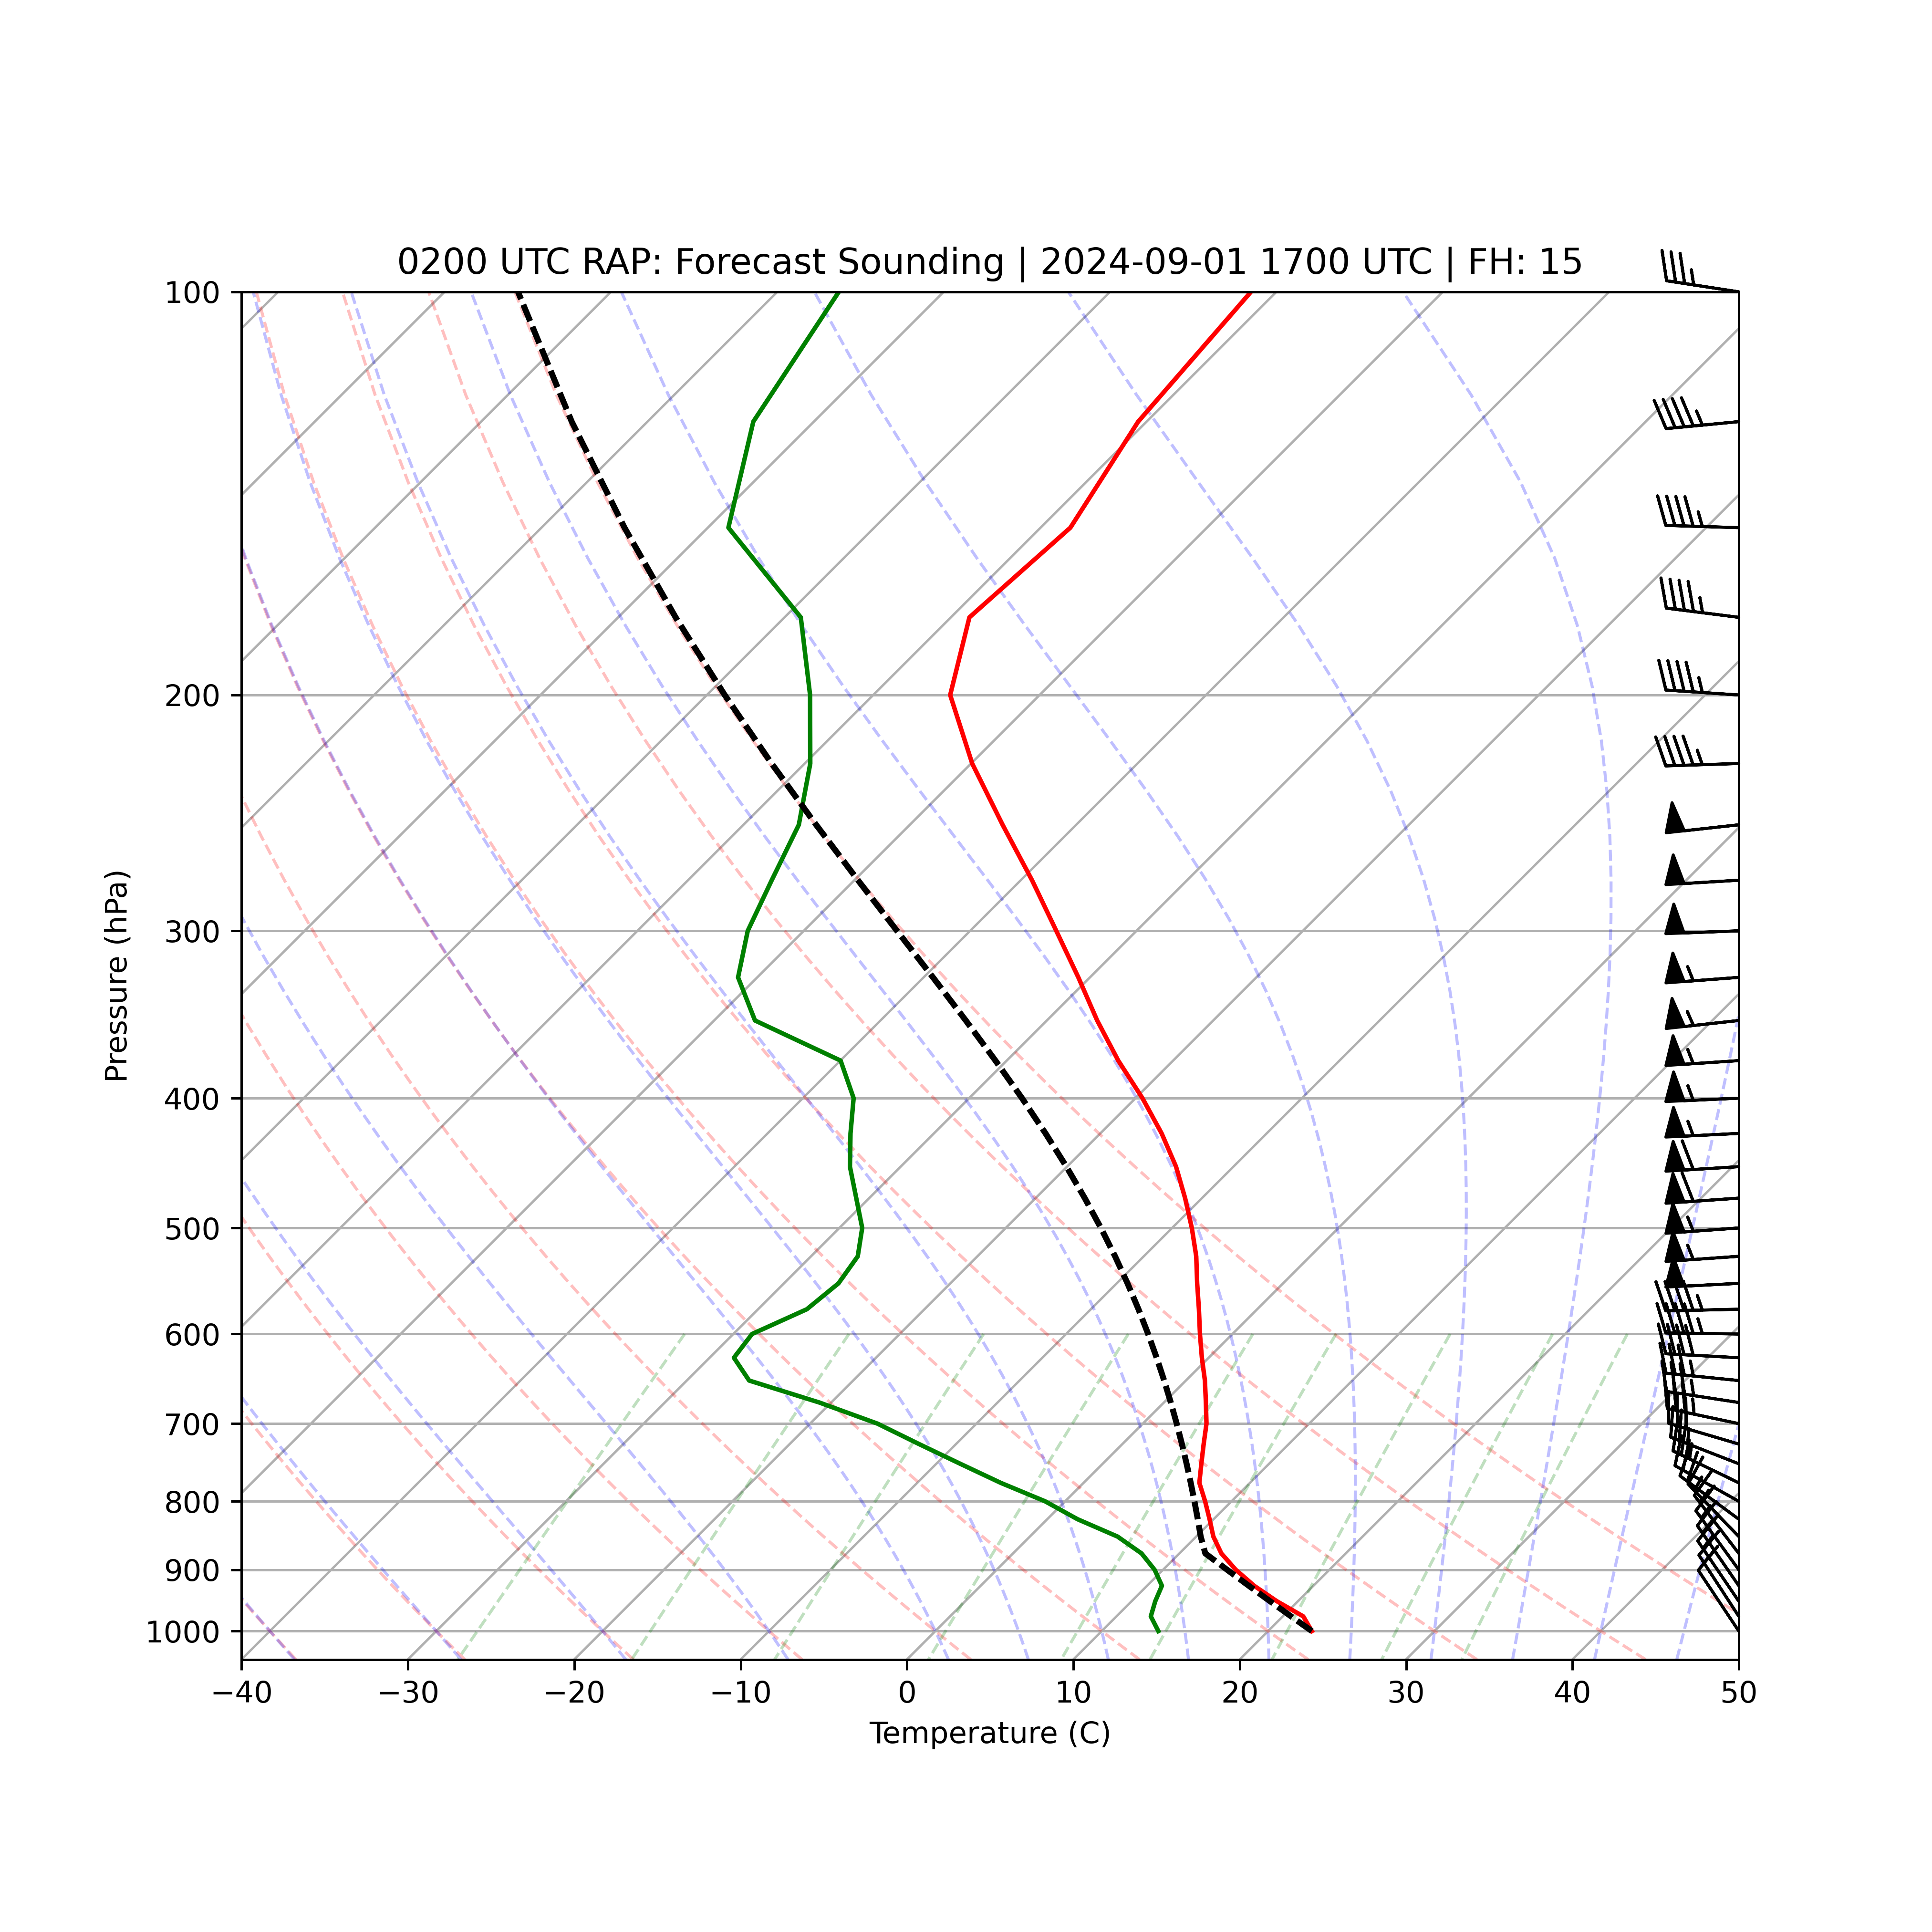 0200 UTC RAP: Forecast Sounding | 2024-09-01 1700 UTC | FH: 15
100
200
300
400
500
600
700
800
900
1000
Pressure (hPa)
−40 −30 −20 −10 0 10 20 30 40 50
Temperature (C)